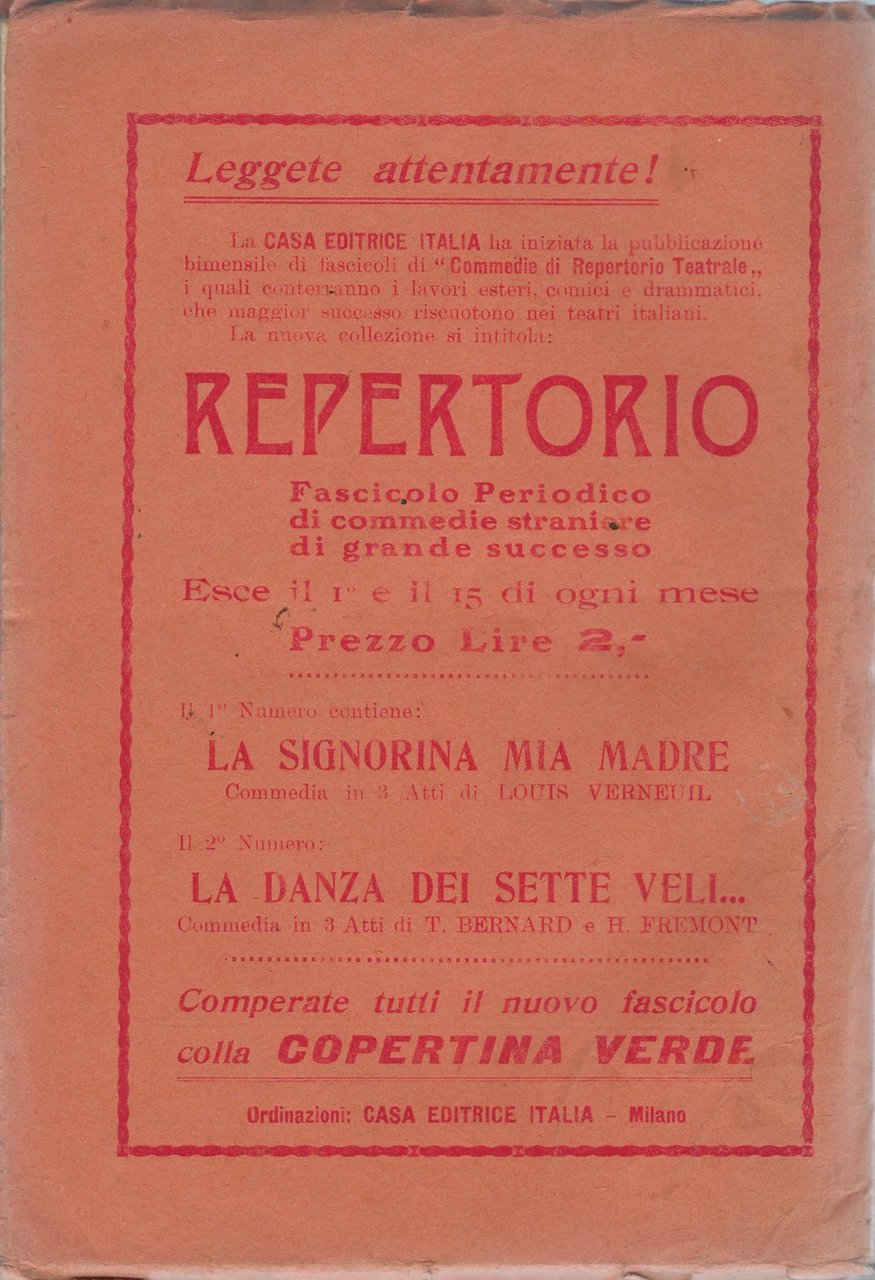 Leggete attentamente!
La CASA EDITRICE ITALIA ha iniziata la pubblicazione
bimensile di fascicoli di "Commedie di Repertorio Teatrale„
i quali conterranno i lavori esteri, comici e drammatici,
che maggior successo riscuotono nei teatri italiani.
La nuova collezione si intitola:
REPERTORIO
Fascicolo Periodico
di commedie straniere
di grande successo
Esce il 1º e il 15 di ogni mese
Prezzo Lire 2,-
Il 1º Numero contiene:
LA SIGNORINA MIA MADRE
Commedia in 3 Atti di LOUIS VERNEUIL
Il 2º Numero:
LA DANZA DEI SETTE VELI...
Commedia in 3 Atti di T. BERNARD e H. FREMONT
Comperate tutti il nuovo fascicolo
colla COPERTINA VERDE
Ordinazioni: CASA EDITRICE ITALIA - Milano